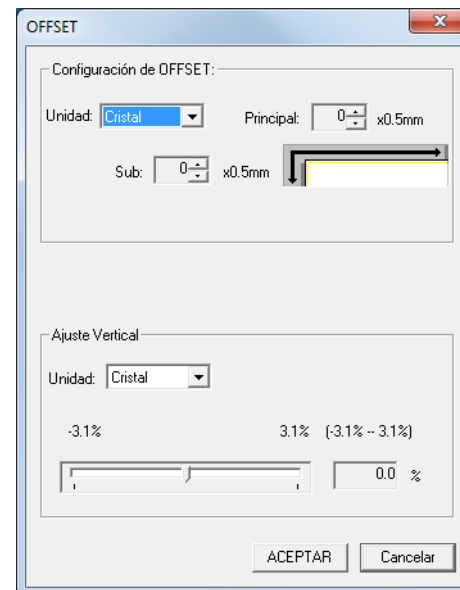 OFFSET
Configuración de OFFSET:
Unidad: Cristal Principal: 0 x0.5mm
Sub: 0 x0.5mm
Ajuste Vertical
Unidad: Cristal
-3.1% 3.1% (-3.1% -- 3.1%)
0.0 %
ACEPTAR Cancelar